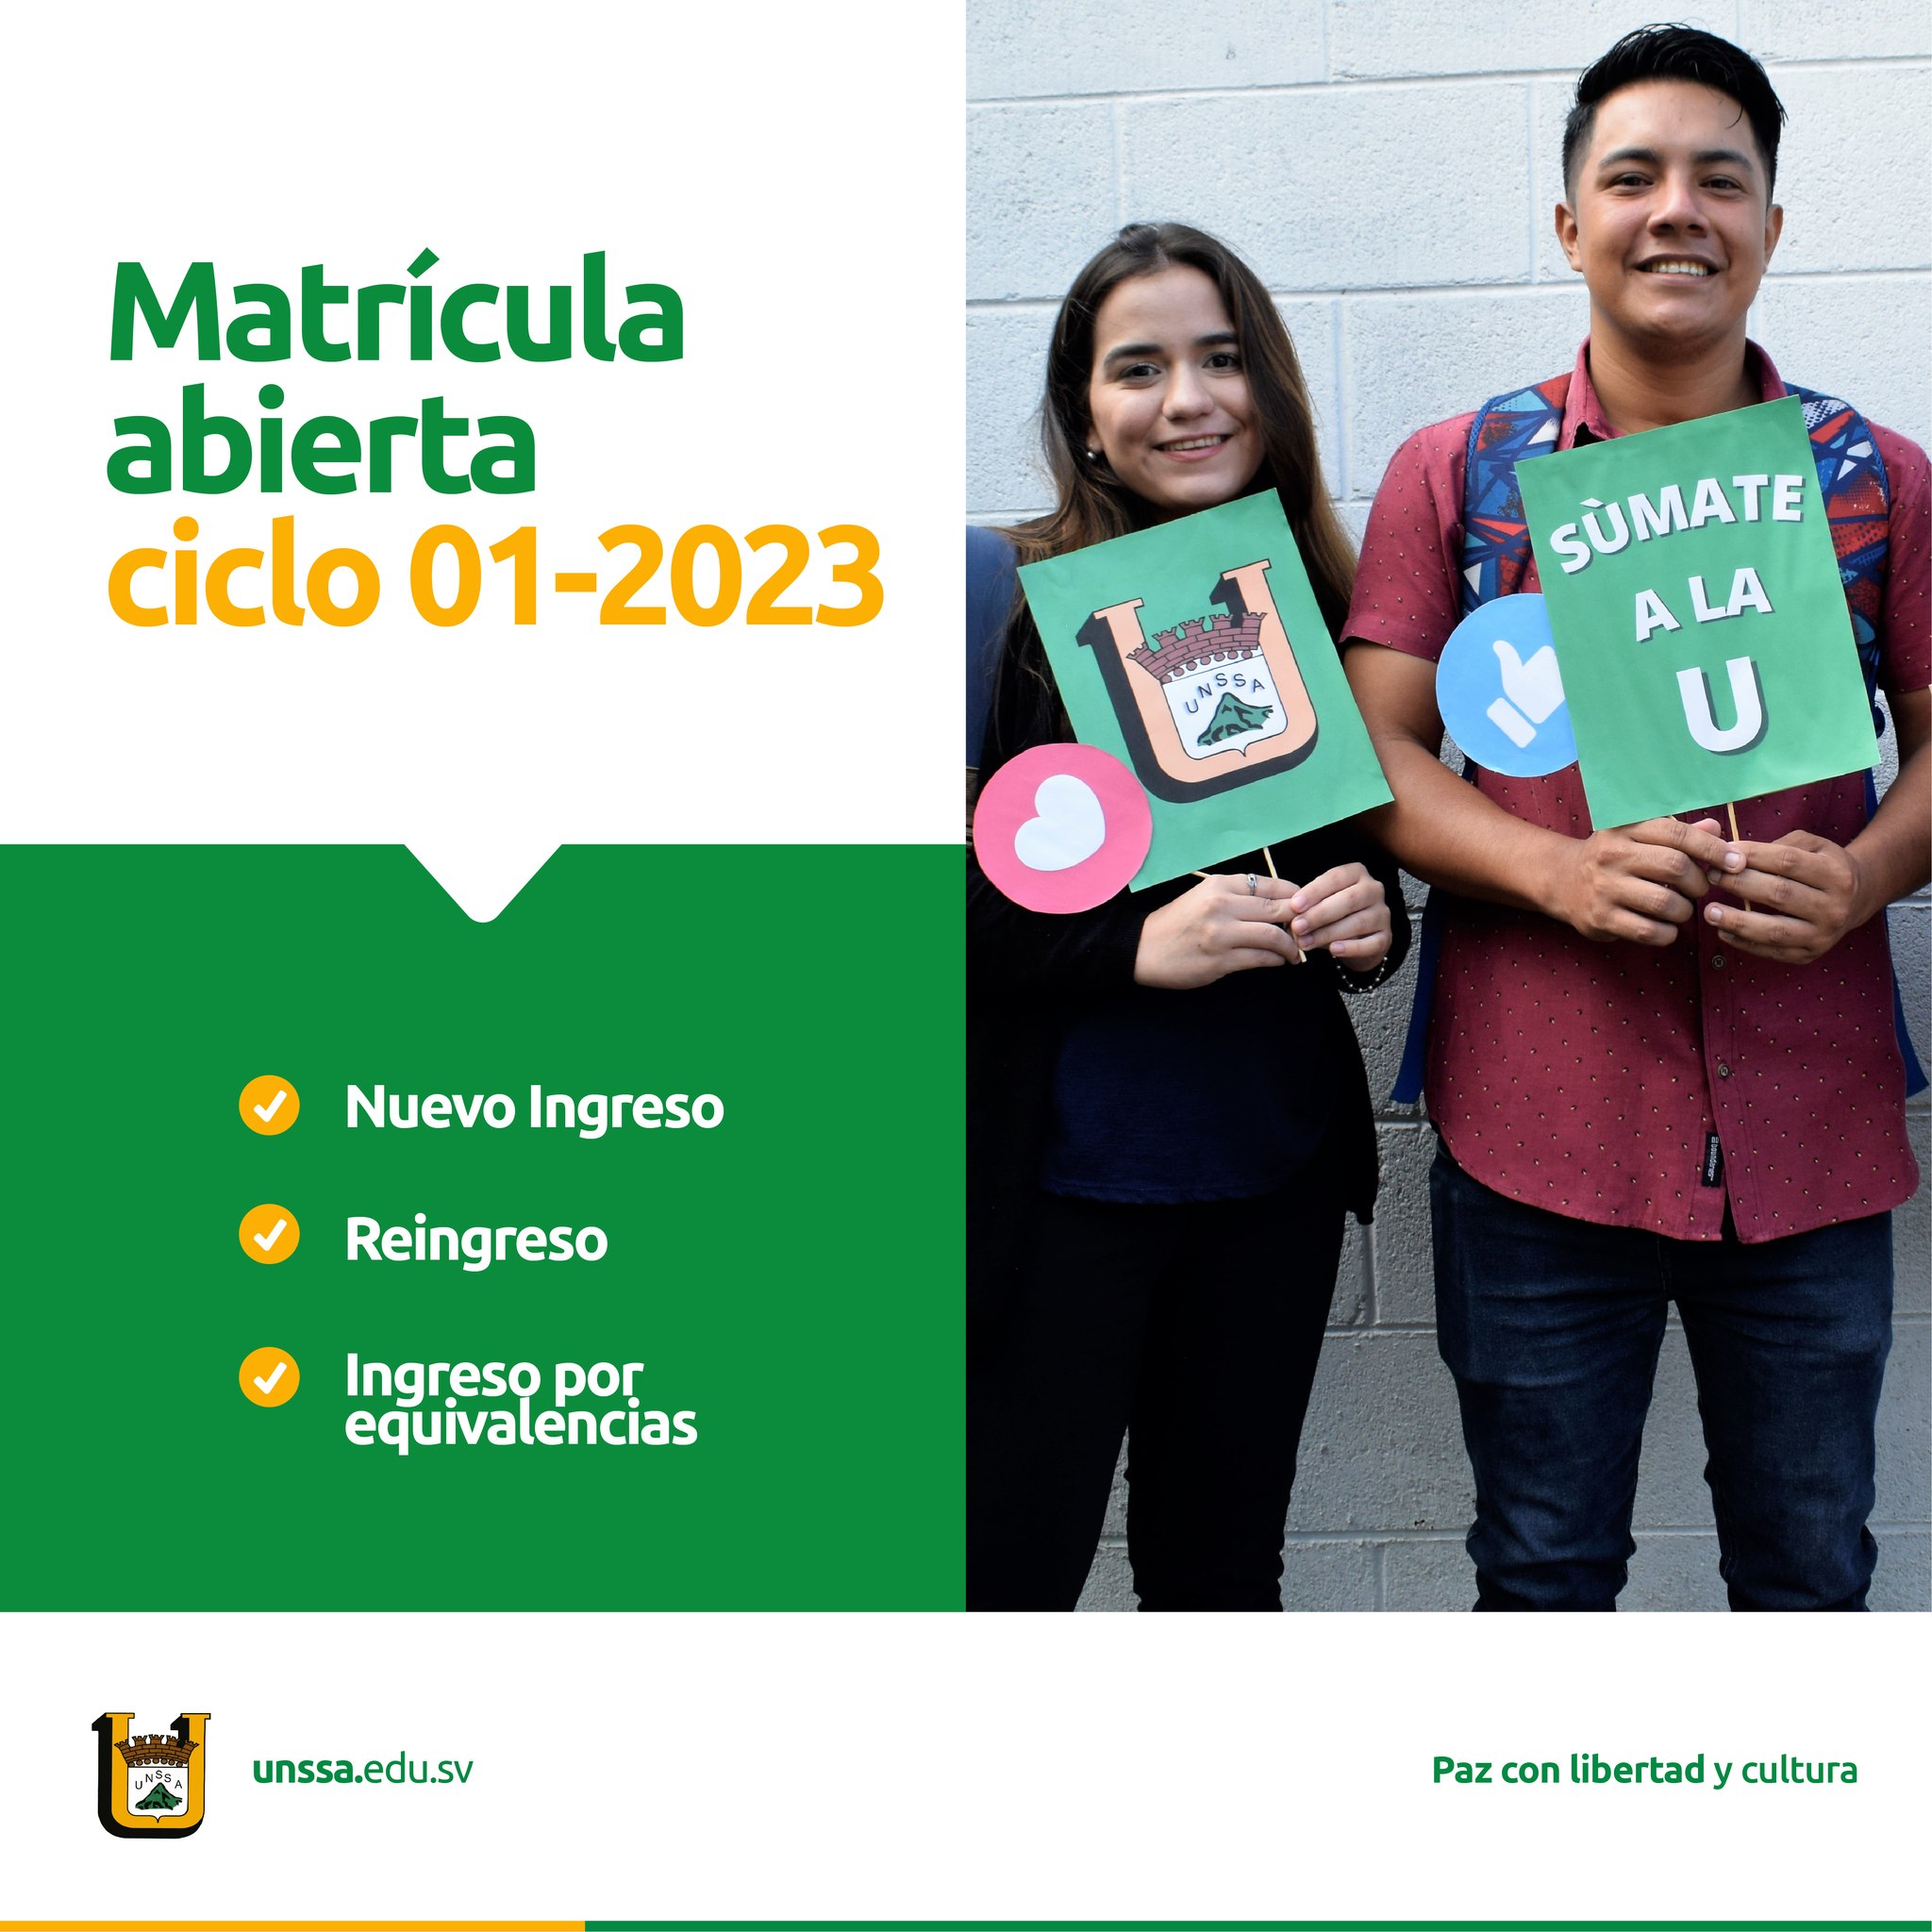 Matrícula
abierta
ciclo 01-2023
Nuevo Ingreso
Reingreso
Ingreso por
equivalencias
UNSSA
SÙMATE
A LA
U
UNSSA
unssa.edu.sv
Paz con libertad y cultura